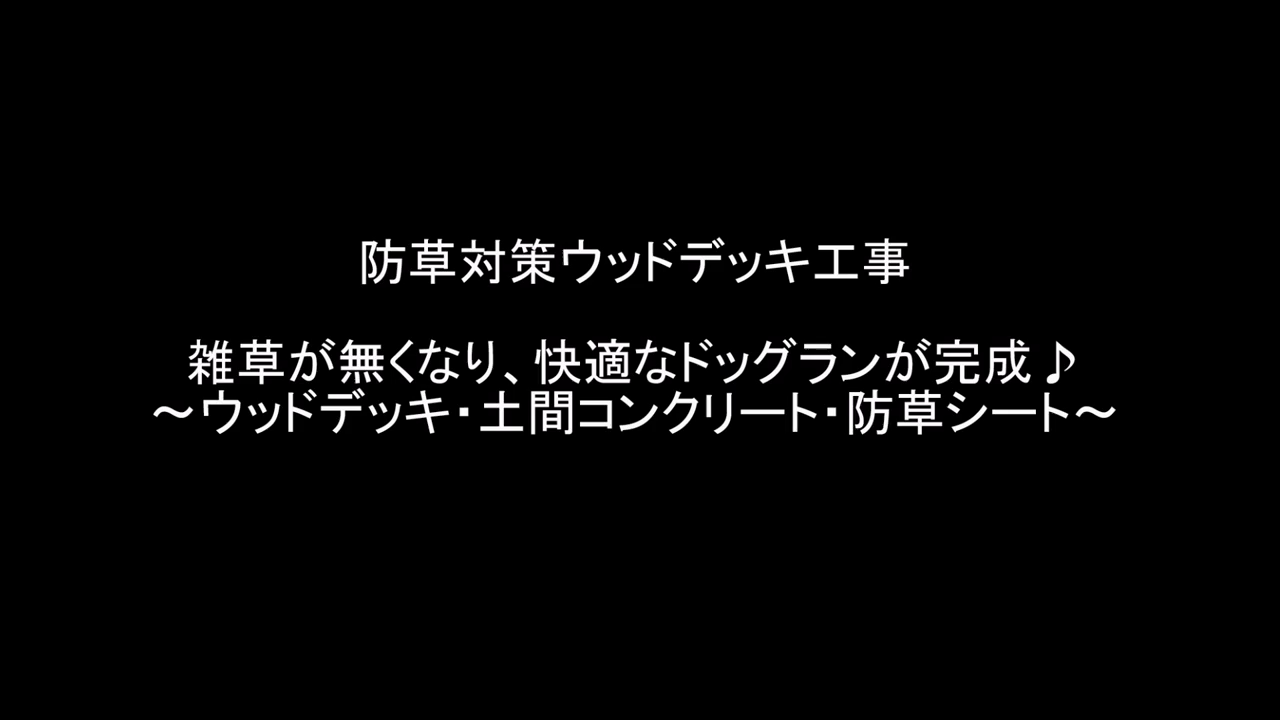 防草対策ウッドデッキ工事
雑草が無くなり、快適なドッグランが完成♪
～ウッドデッキ・土間コンクリート・防草シート～